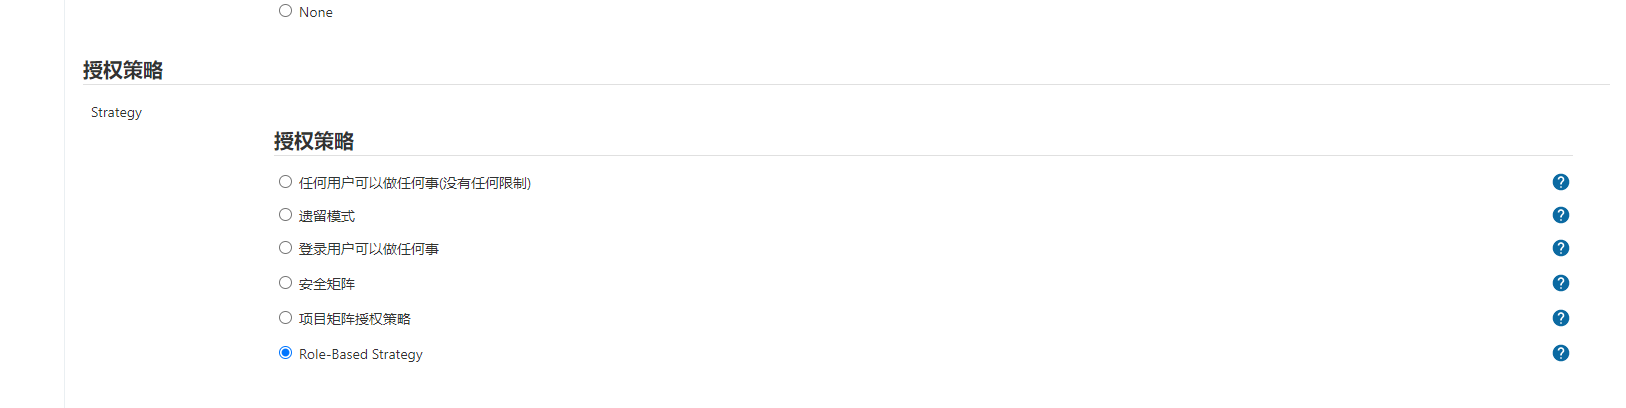 None
授权策略
Strategy
授权策略
任何用户可以做任何事(没有任何限制)
遗留模式
登录用户可以做任何事
安全矩阵
项目矩阵授权策略
Role-Based Strategy